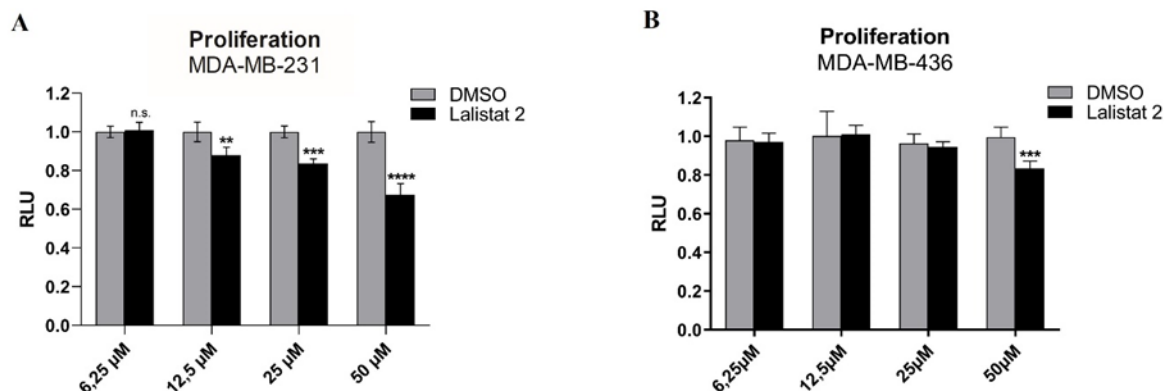 A
Proliferation
MDA-MB-231
DMSO
Lalistat 2
RLU
1.2
1.0
0.8
0.6
0.4
0.2
0.0
n.s.
**
***
****
6,25 µM
12,5 µM
25 µM
50 µM
B
Proliferation
MDA-MB-436
DMSO
Lalistat 2
RLU
1.2
1.0
0.8
0.6
0.4
0.2
0.0
***
6,25µM
12,5µM
25µM
50µM